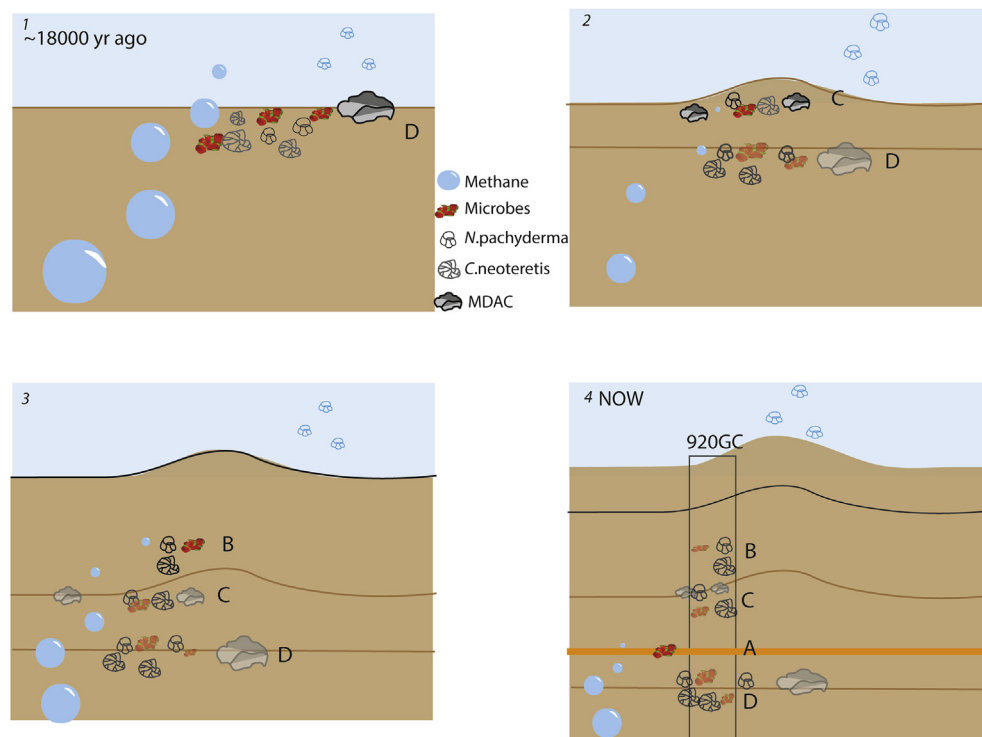 1
~18000 yr ago
D
2
C
D
Methane
Microbes
N.pachyderma
C.neoteretis
MDAC
3
B
C
D
4 NOW
920GC
B
C
A
D